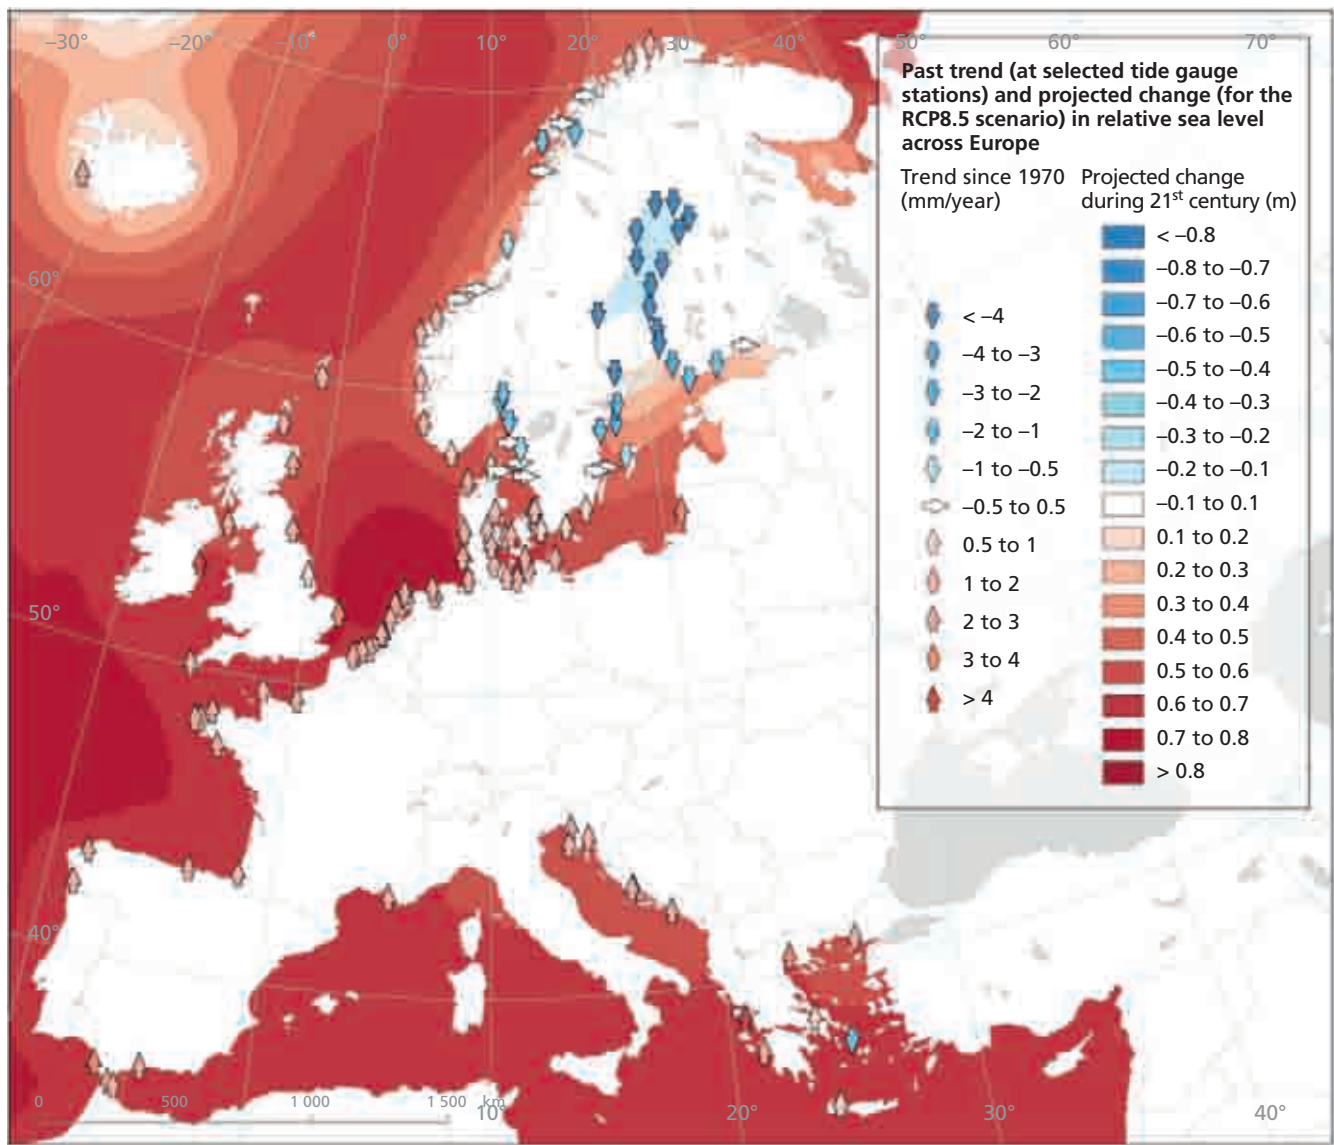 –30° –20° –10° 0° 10° 20° 30° 40° 50° 60° 70°
Past trend (at selected tide gauge
stations) and projected change (for the
RCP8.5 scenario) in relative sea level
across Europe
Trend since 1970
(mm/year)
< –4
–4 to –3
–3 to –2
–2 to –1
–1 to –0.5
–0.5 to 0.5
0.5 to 1
1 to 2
2 to 3
3 to 4
> 4
Projected change
during 21st century (m)
< –0.8
–0.8 to –0.7
–0.7 to –0.6
–0.6 to –0.5
–0.5 to –0.4
–0.4 to –0.3
–0.3 to –0.2
–0.2 to –0.1
–0.1 to 0.1
0.1 to 0.2
0.2 to 0.3
0.3 to 0.4
0.4 to 0.5
0.5 to 0.6
0.6 to 0.7
0.7 to 0.8
> 0.8
60°
50°
40°
0 500 1 000 1 500 km
10° 20° 30° 40°